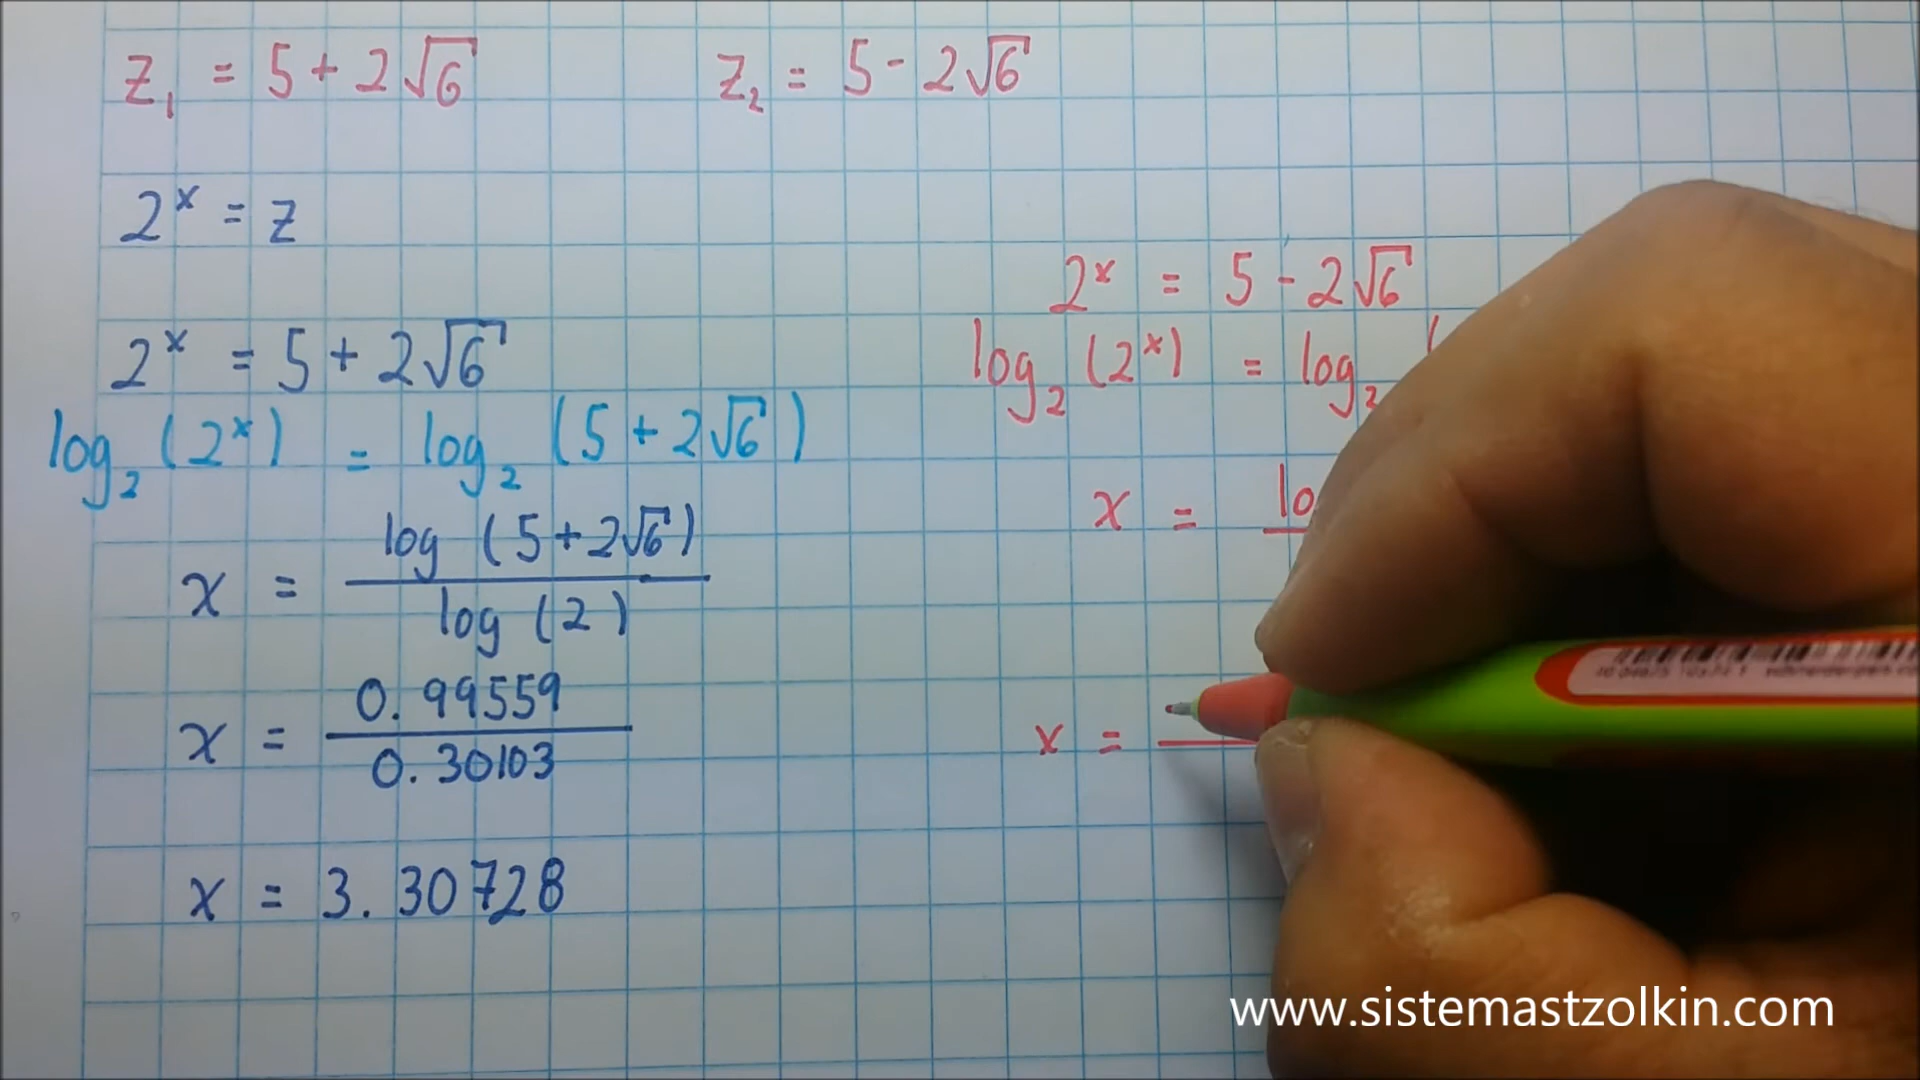 z₁ = 5 + 2√6
z₂ = 5 - 2√6
2ˣ = z
2ˣ = 5 + 2√6
log₂ (2ˣ) = log₂ (5 + 2√6)
x = log (5 + 2√6) / log (2)
x = 0.99559 / 0.30103
x = 3.30728
2ˣ = 5 - 2√6
log₂ (2ˣ) = log₂ (
x = lo
x =
www.sistemastzolkin.com